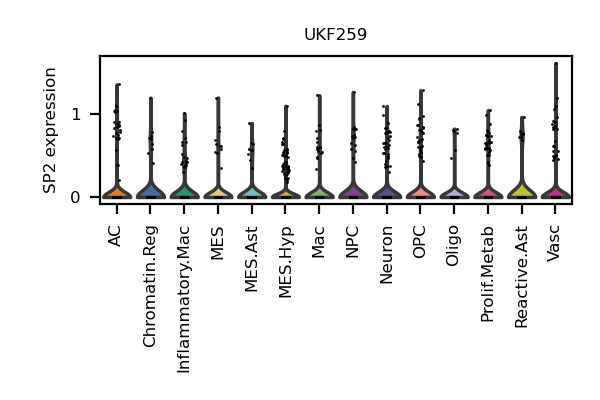 UKF259
SP2 expression
1
0
AC
Chromatin.Reg
Inflammatory.Mac
MES
MES.Ast
MES.Hyp
Mac
NPC
Neuron
OPC
Oligo
Prolif.Metab
Reactive.Ast
Vasc